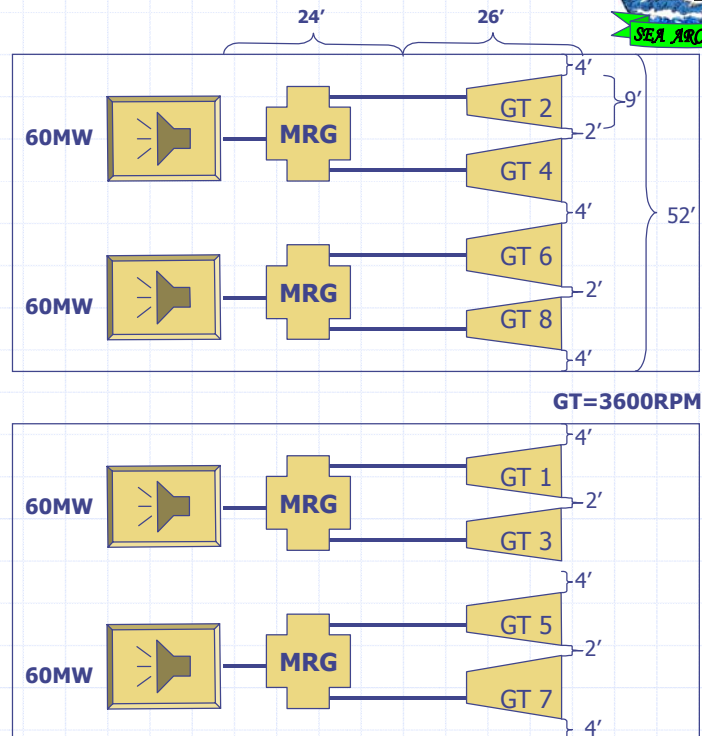 24’ 26’
SEA
4’
9’
60MW MRG GT 2
2’
GT 4
4’
52’
GT 6
60MW MRG 2’
GT 8
4’
GT=3600RPM
4’
60MW MRG GT 1
2’
GT 3
4’
GT 5
60MW MRG 2’
GT 7
4’